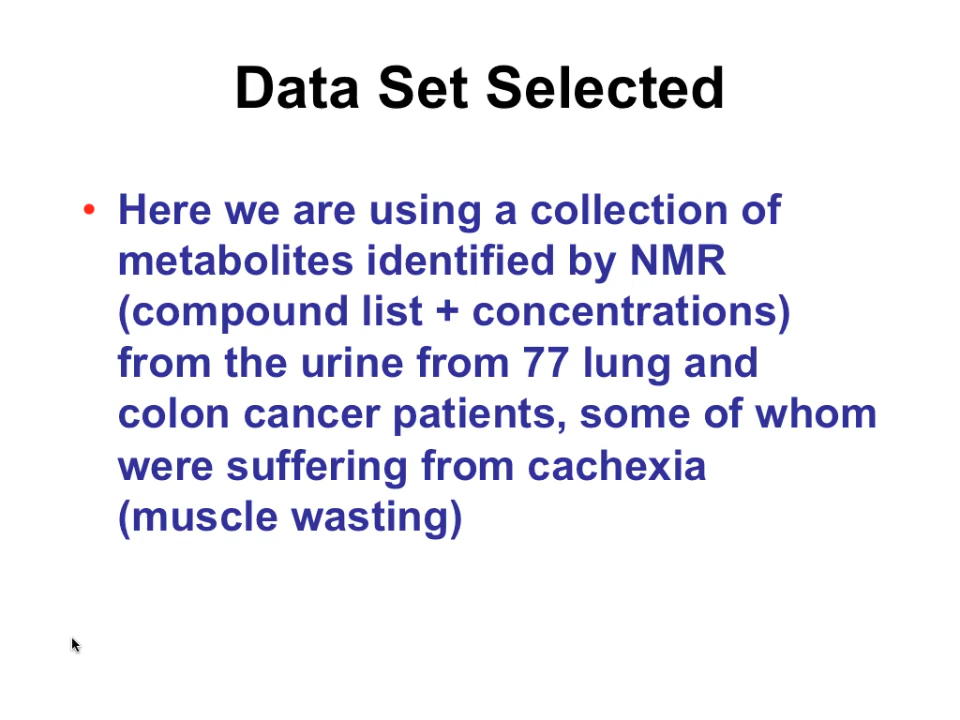 Data Set Selected
• Here we are using a collection of
metabolites identified by NMR
(compound list + concentrations)
from the urine from 77 lung and
colon cancer patients, some of whom
were suffering from cachexia
(muscle wasting)